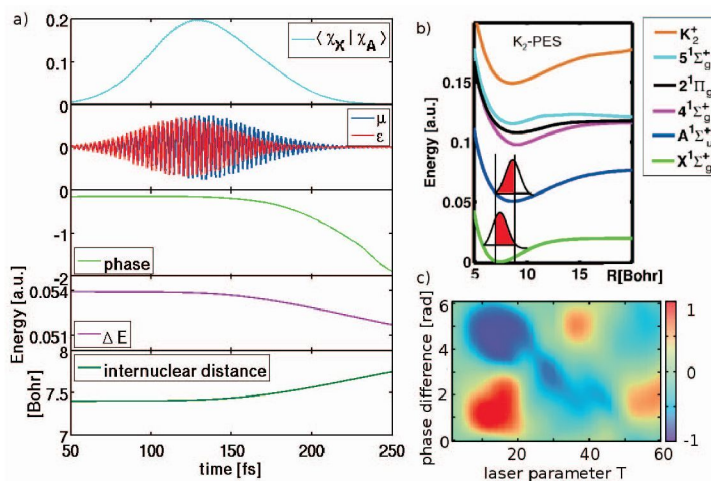 a)
0.2
0.1
0
⟨ χX | χA ⟩
0
μ
ε
0
-1
-2
phase
Energy [a.u.]
0.054
0.051
ΔE
8
7.5
7
[Bohr]
internuclear distance
50 100 150 200 250
time [fs]
b)
K2-PES
Energy [a.u.]
0.15
0.10
0.05
0
5 10 15 R[Bohr]
K2+
5¹Σg+
2¹Πg
4¹Σg+
A¹Σu+
X¹Σg+
c)
phase difference [rad]
6
4
2
0
0 20 40 60
laser parameter T
1
0
-1